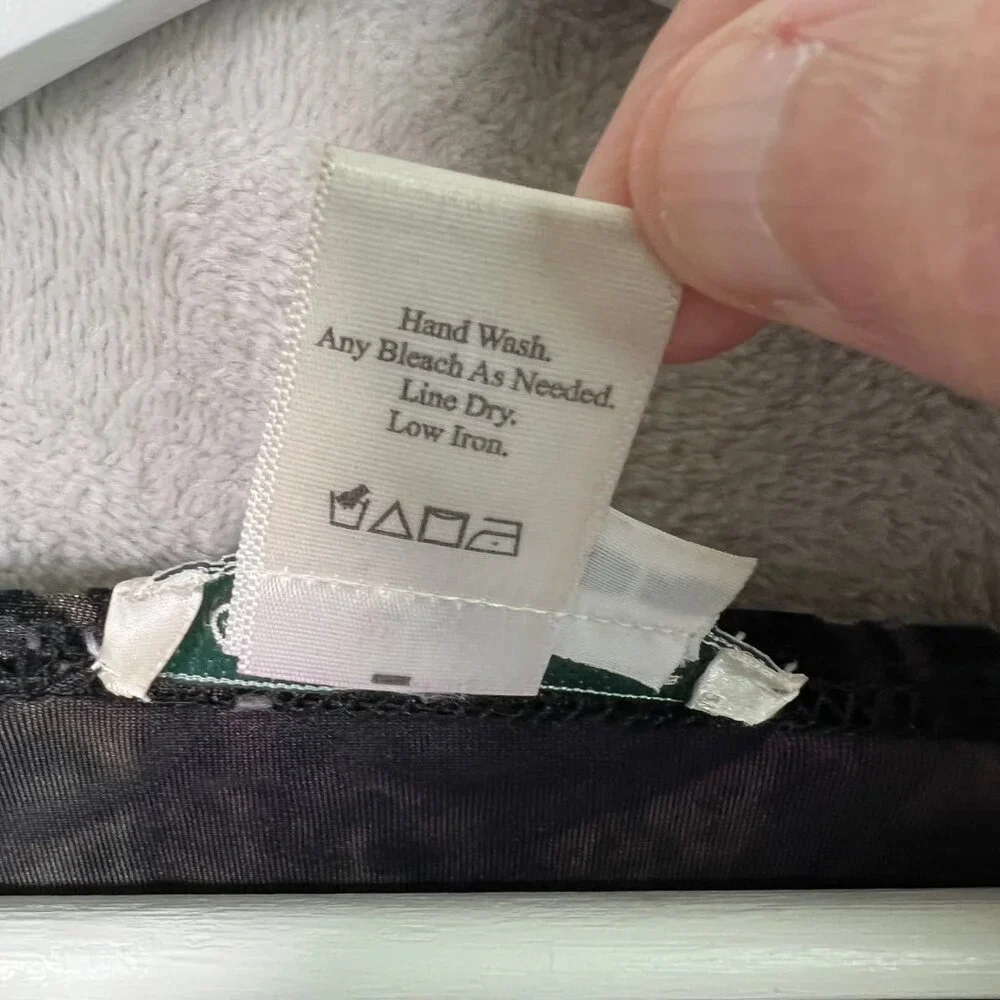 Hand Wash.
Any Bleach As Needed.
Line Dry.
Low Iron.